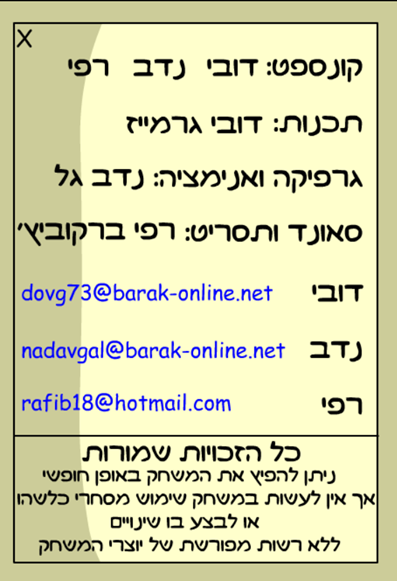 X
קונספט: דובי נדב רפי
תכנות: דובי גרמייז
גרפיקה ואנימציה: נדב גל
סאונד ותסריט: רפי ברקוביץ'
דובי dovg73@barak-online.net
נדב nadavgal@barak-online.net
רפי rafib18@hotmail.com
כל הזכויות שמורות
ניתן להפיץ את המשחק באופן חופשי
אך אין לעשות במשחק שימוש מסחרי כלשהו
או לבצע בו שינויים
ללא רשות מפורשת של יוצרי המשחק